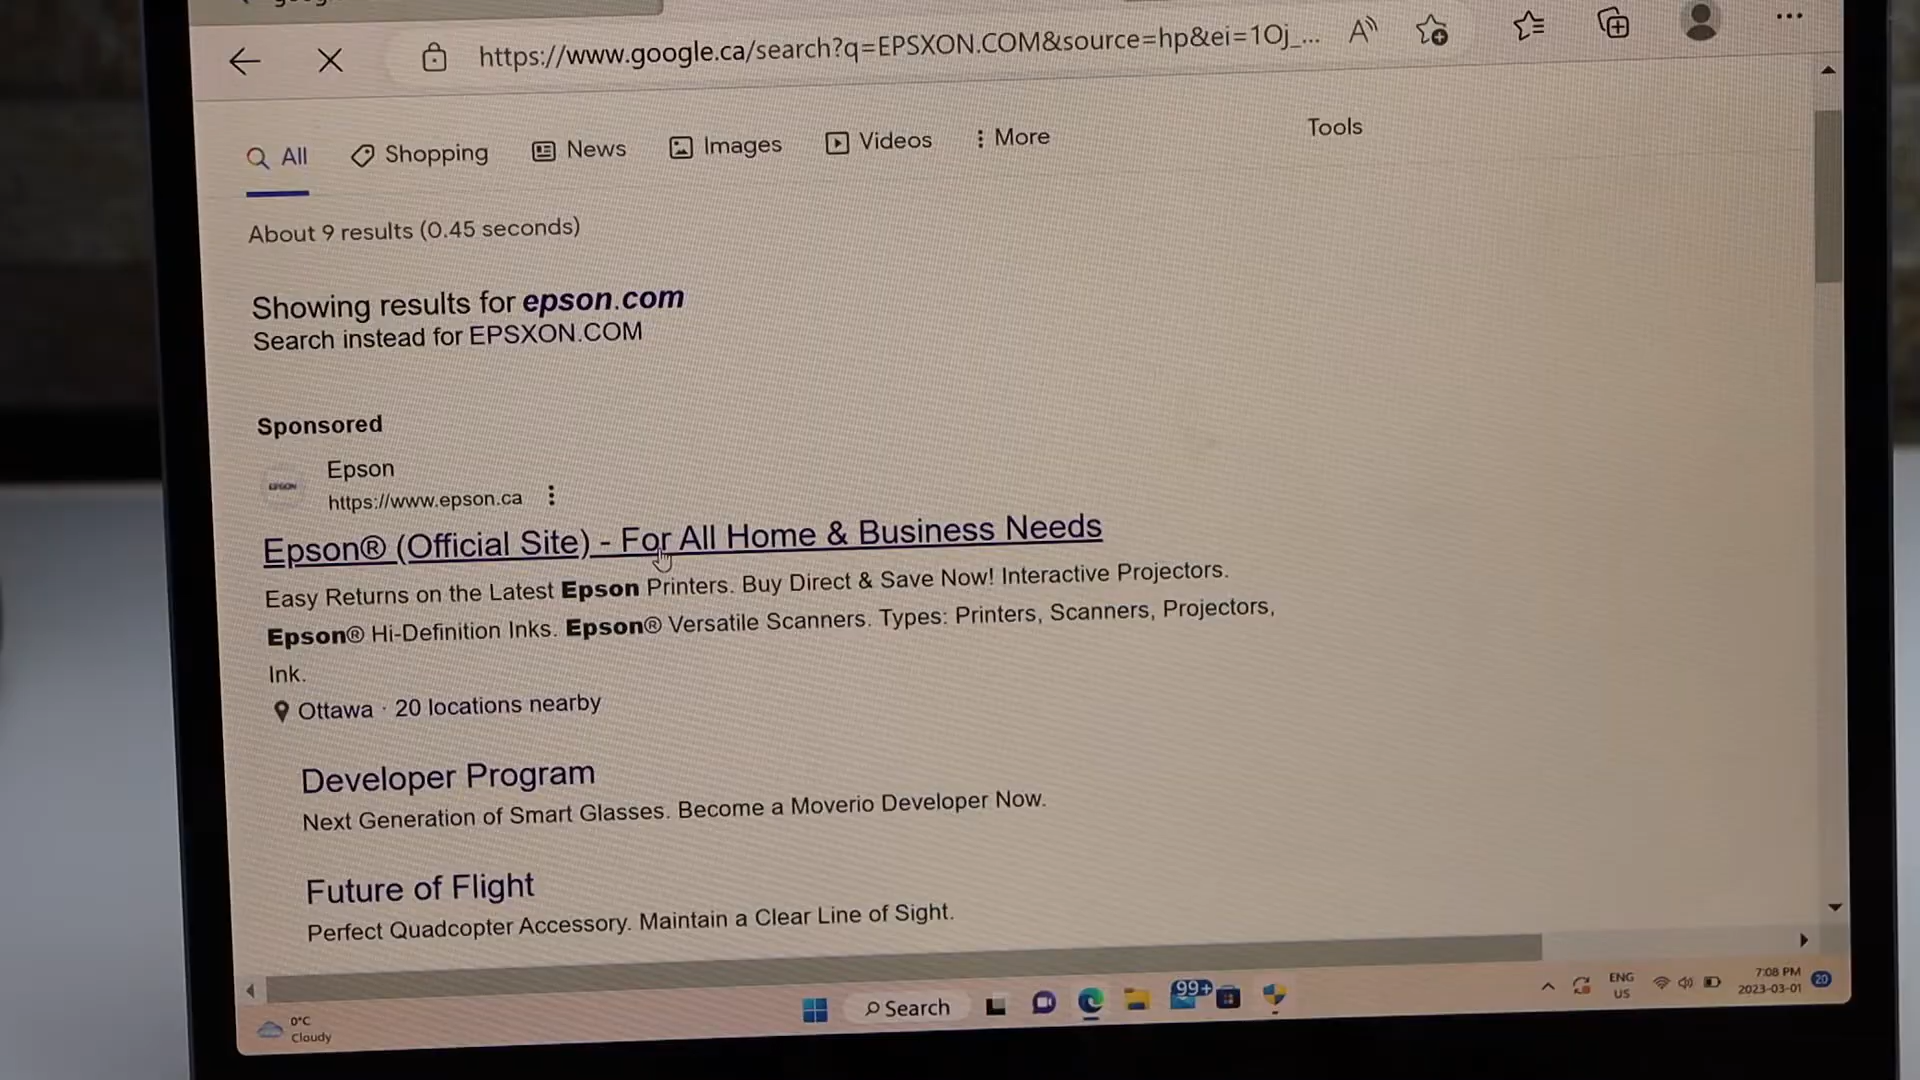 https://www.google.ca/search?q=EPSXON.COM&source=hp&ei=1Oj_...
All Shopping News Images Videos More Tools
About 9 results (0.45 seconds)
Showing results for epson.com
Search instead for EPSXON.COM
Sponsored
Epson
EPSON
https://www.epson.ca
Epson® (Official Site) - For All Home & Business Needs
Easy Returns on the Latest Epson Printers. Buy Direct & Save Now! Interactive Projectors.
Epson® Hi-Definition Inks. Epson® Versatile Scanners. Types: Printers, Scanners, Projectors,
Ink.
Ottawa · 20 locations nearby
Developer Program
Next Generation of Smart Glasses. Become a Moverio Developer Now.
Future of Flight
Perfect Quadcopter Accessory. Maintain a Clear Line of Sight.
0°C
Cloudy
Search
99+
ENG
US
7:08 PM
2023-03-01
20